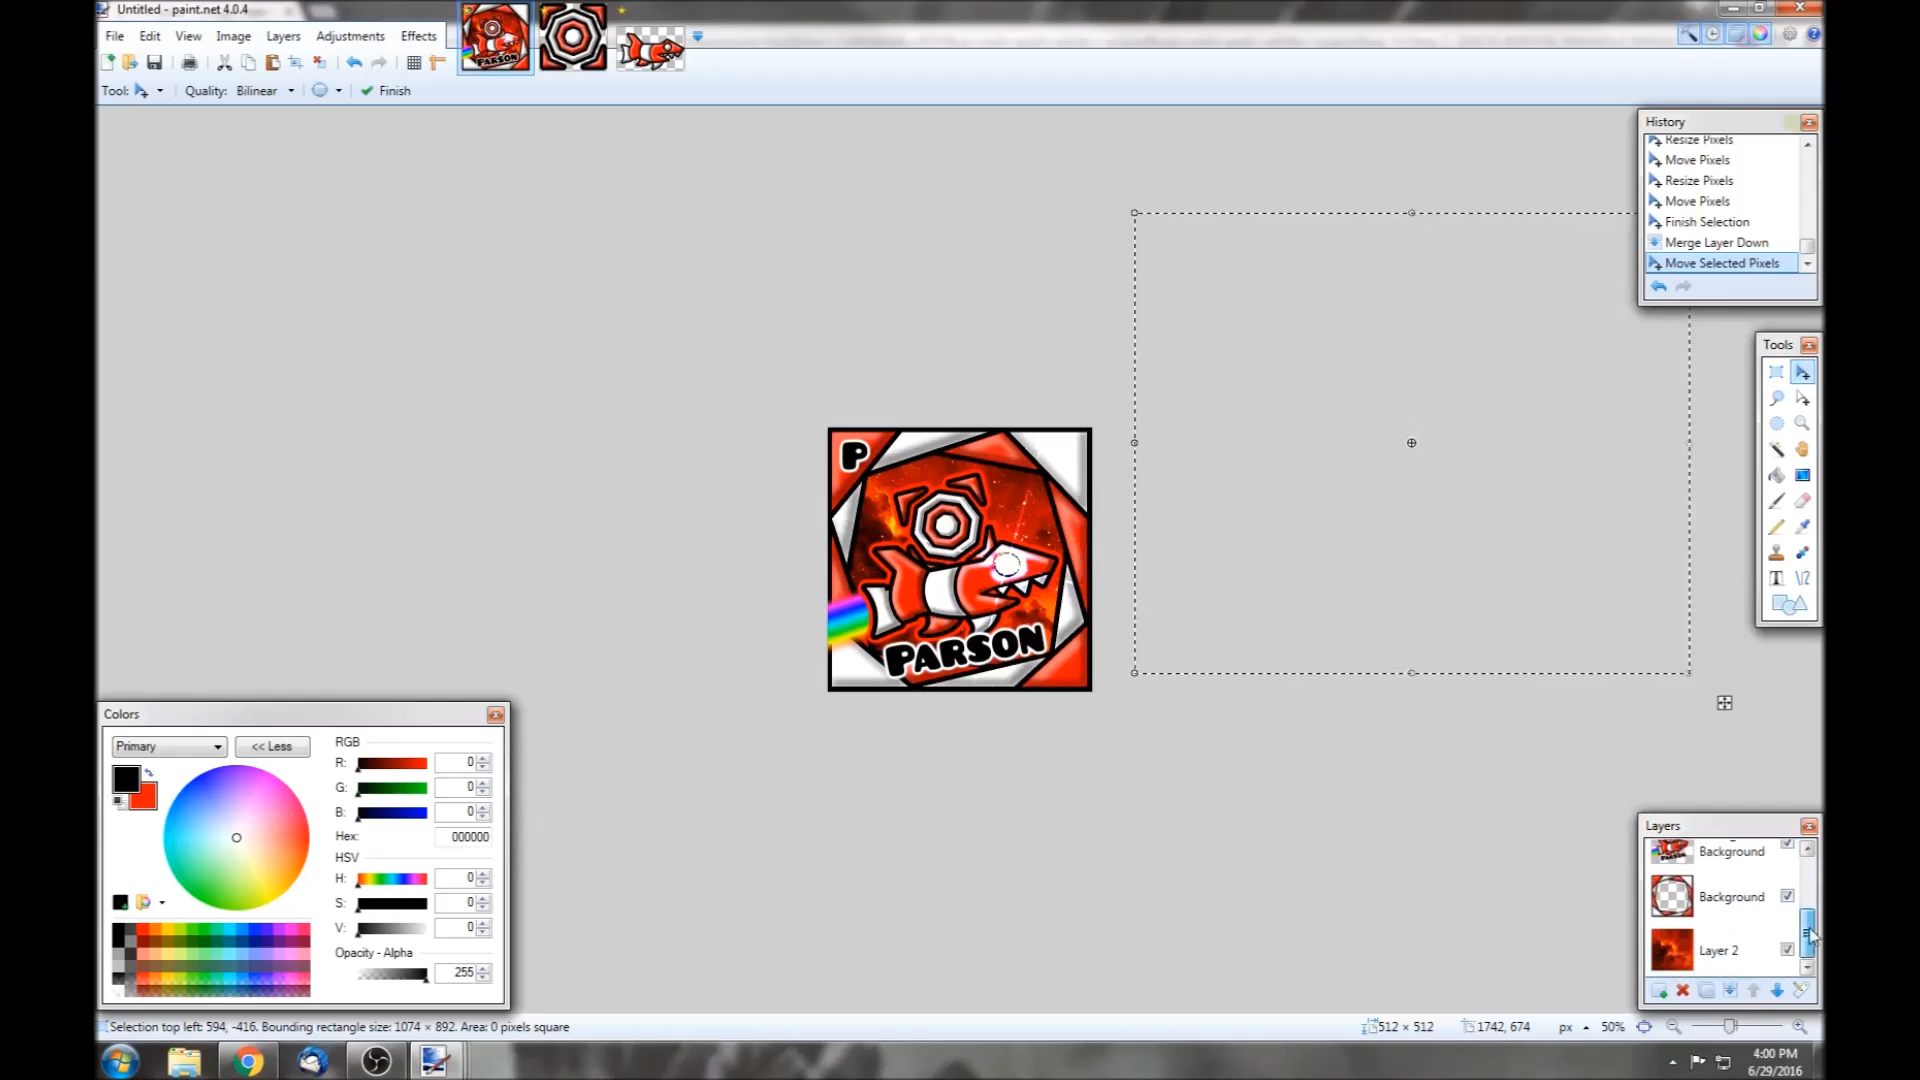 Untitled - paint.net 4.0.4
File Edit View Image Layers Adjustments Effects
Tool: Quality: Bilinear Finish
History
Resize Pixels
Move Pixels
Resize Pixels
Move Pixels
Finish Selection
Merge Layer Down
Move Selected Pixels
Tools
P
PARSON
Colors
Primary << Less
RGB
R: 0
G: 0
B: 0
Hex: 000000
HSV
H: 0
S: 0
V: 0
Opacity - Alpha
255
Layers
Background
Background
Layer 2
Selection top left: 594, -416. Bounding rectangle size: 1074 × 892. Area: 0 pixels square 512 × 512 1742, 674 px 50%
4:00 PM
6/29/2016